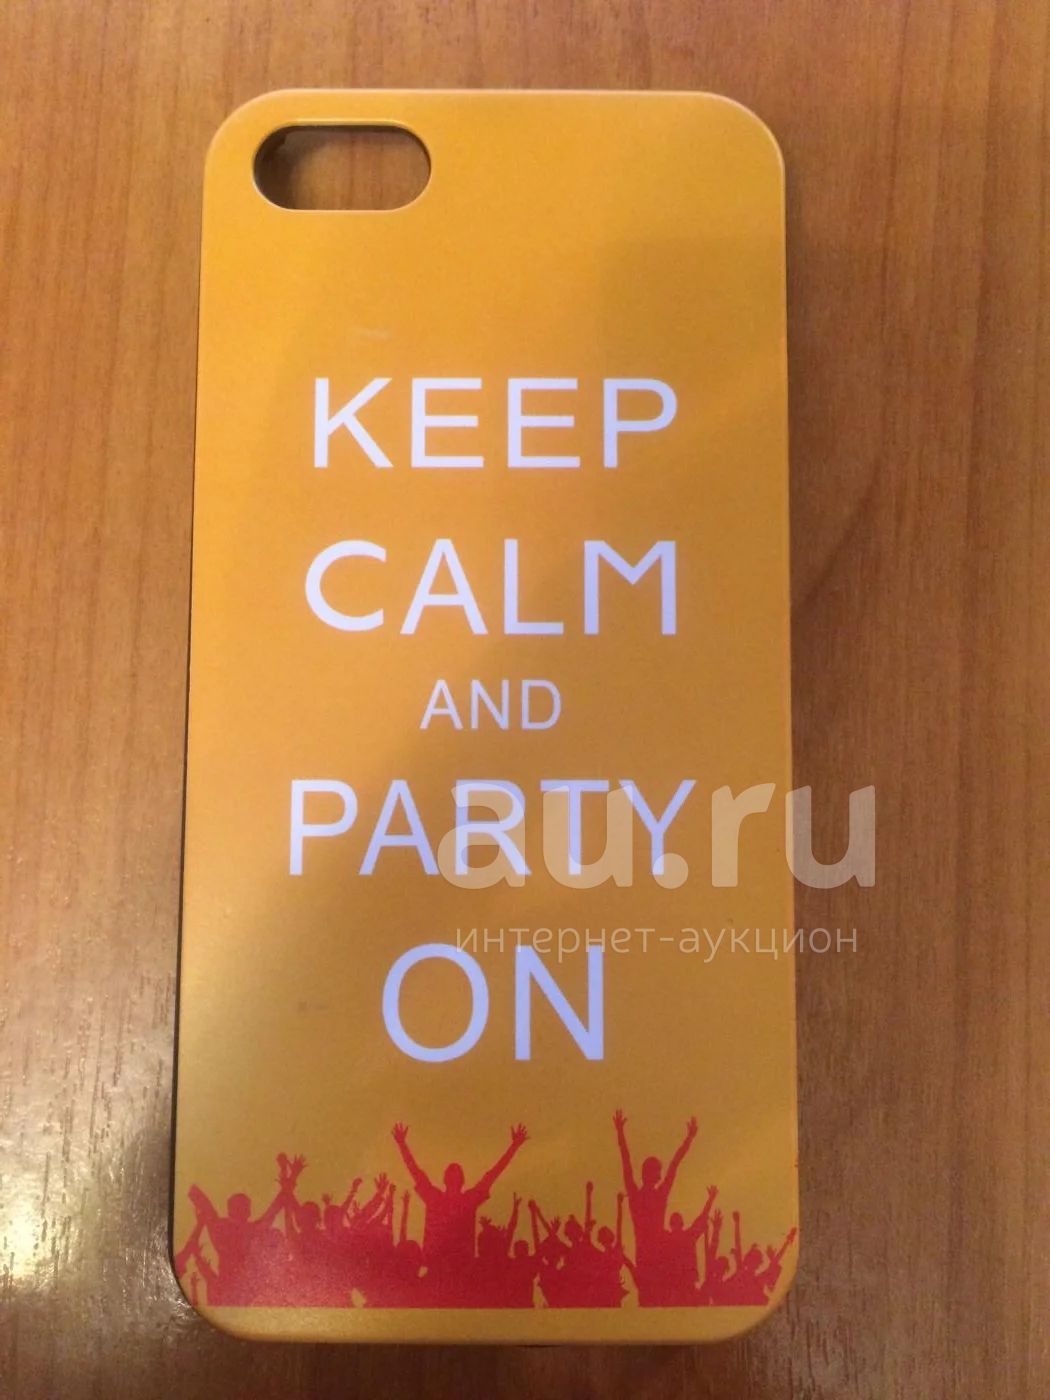 KEEP
CALM
AND
PARTY
au.ru
интернет-аукцион
ON